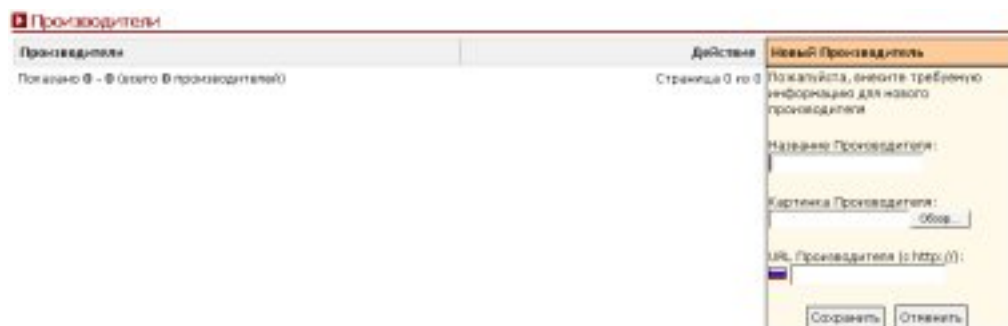 Производители
Производители Действие
Показано 0 - 0 (всего 0 производителей) Страница 0 из 0
Новый Производитель
Пожалуйста, внесите требуемую
информацию для нового
производителя
Название Производителя:
Картинка Производителя:
Обзор...
URL Производителя (с http://):
Сохранить Отменить